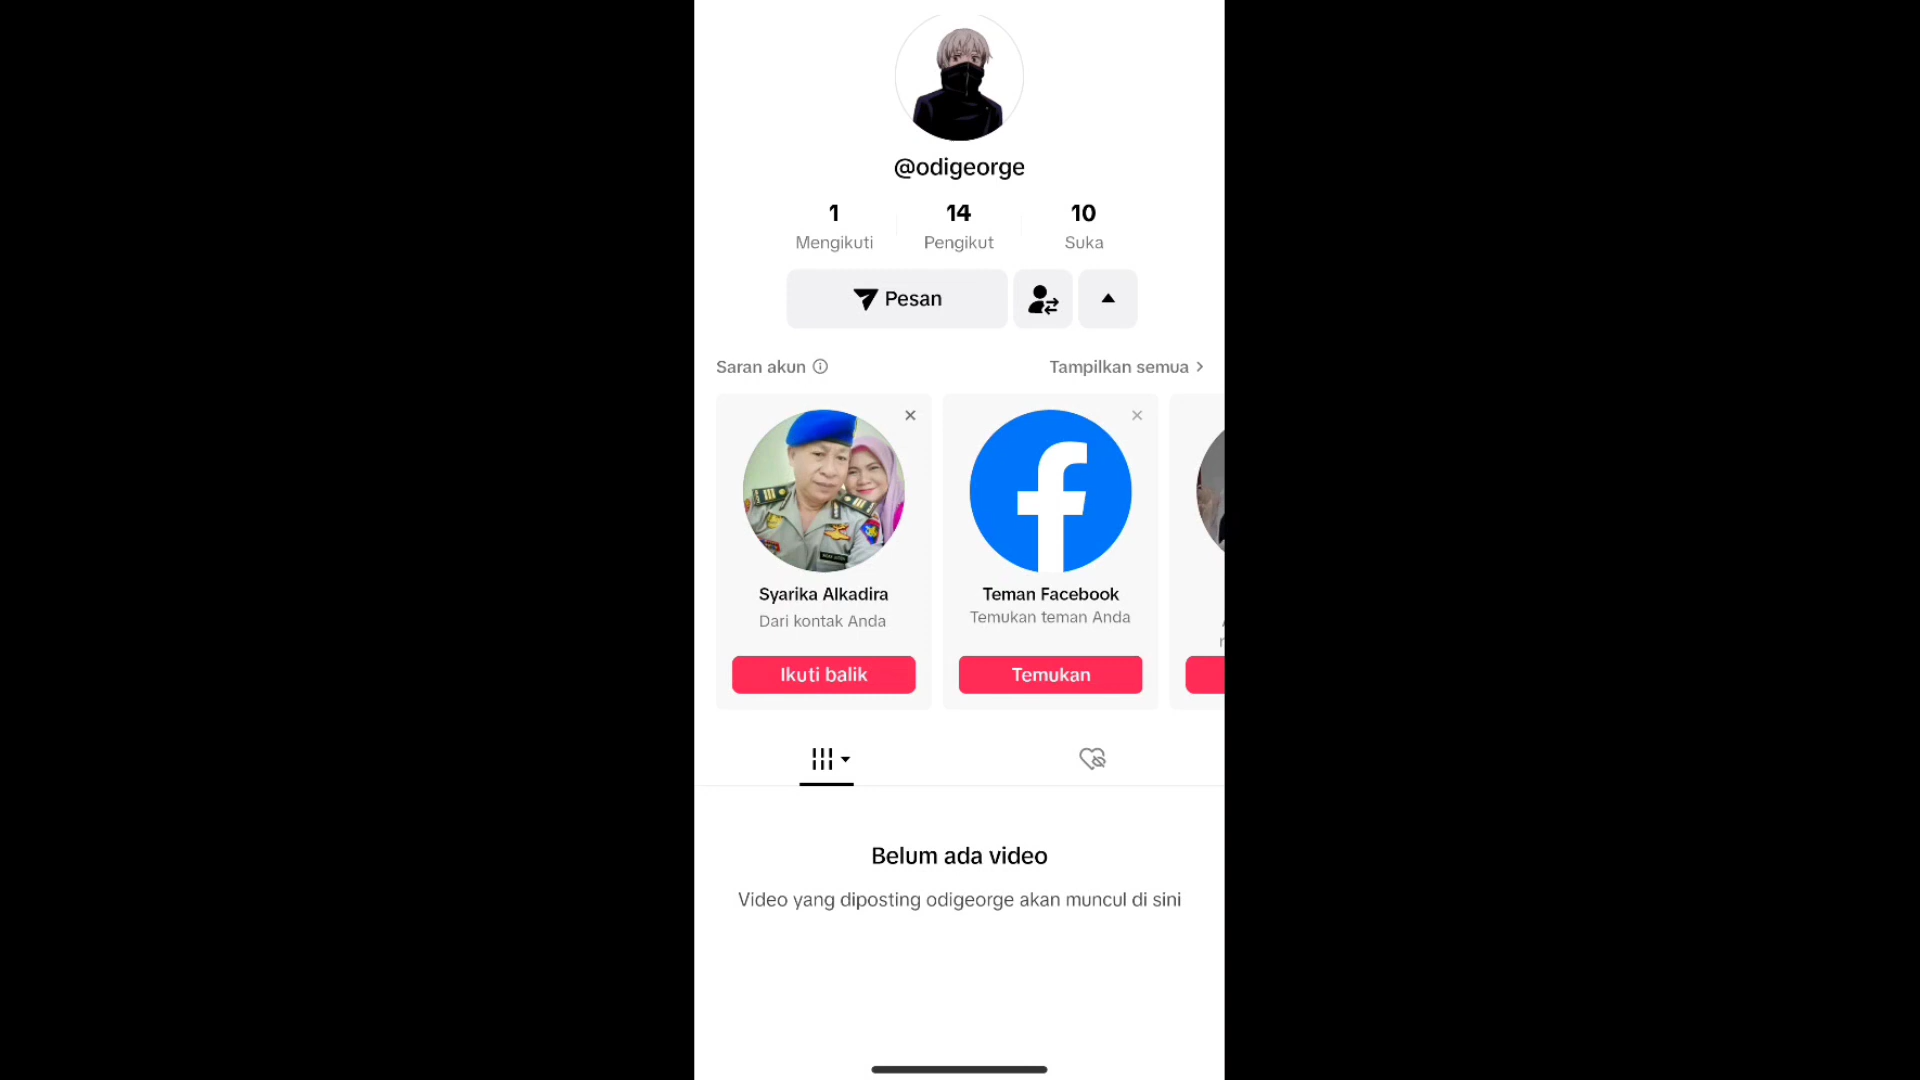 @odigeorge
1 14 10
Mengikuti Pengikut Suka
Pesan
Saran akun Tampilkan semua >
Syarika Alkadira Teman Facebook
Dari kontak Anda Temukan teman Anda
Ikuti balik Temukan
Belum ada video
Video yang diposting odigeorge akan muncul di sini